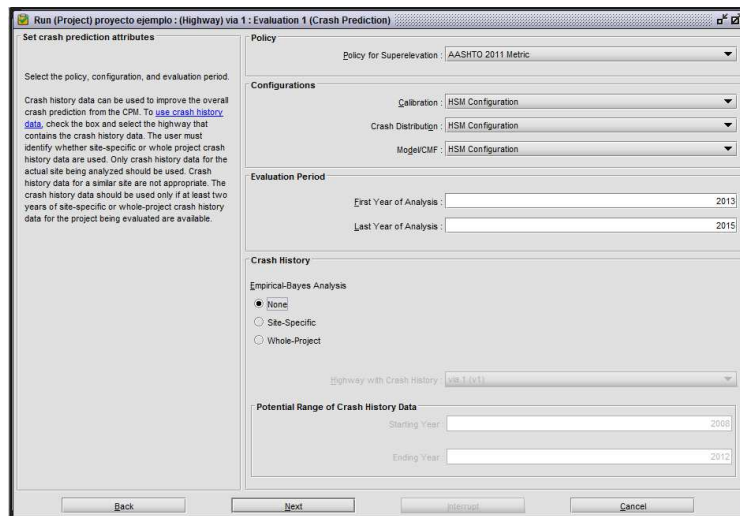 Run (Project) proyecto ejemplo : (Highway) via 1 : Evaluation 1 (Crash Prediction)
Set crash prediction attributes
Select the policy, configuration, and evaluation period.
Crash history data can be used to improve the overall
crash prediction from the CPM. To use crash history
data, check the box and select the highway that
contains the crash history data. The user must
identify whether site-specific or whole project crash
history data are used. Only crash history data for the
actual site being analyzed should be used. Crash
history data for a similar site are not appropriate. The
crash history data should be used only if at least two
years of site-specific or whole-project crash history
data for the project being evaluated are available.
Policy
Policy for Superelevation : AASHTO 2011 Metric
Configurations
Calibration : HSM Configuration
Crash Distribution : HSM Configuration
Model/CMF : HSM Configuration
Evaluation Period
First Year of Analysis : 2013
Last Year of Analysis : 2015
Crash History
Empirical-Bayes Analysis
None
Site-Specific
Whole-Project
Highway with Crash History : via 1 (v1)
Potential Range of Crash History Data
Starting Year : 2008
Ending Year : 2012
Back
Next
Interrupt
Cancel